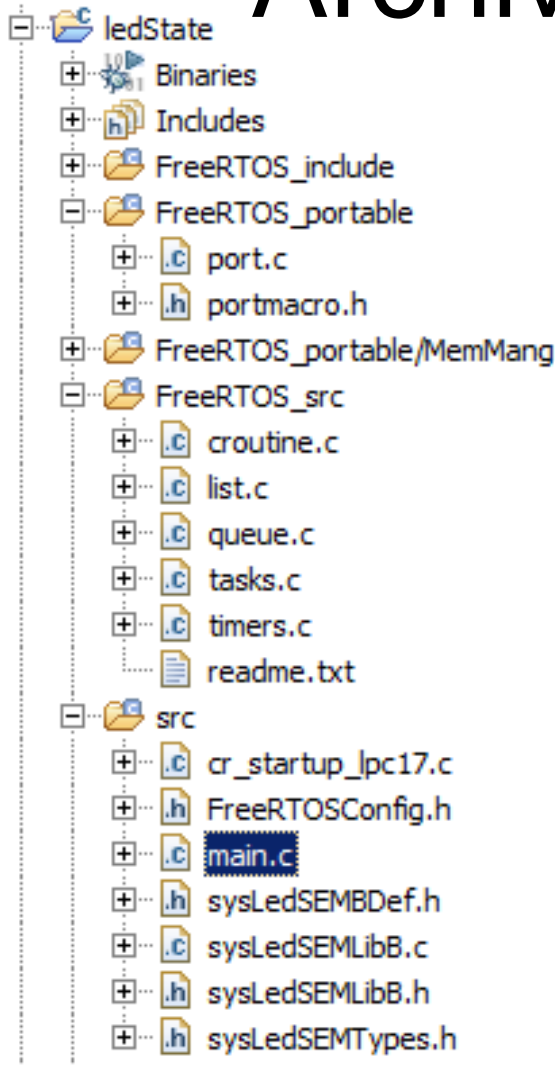 Archiv
ledState
Binaries
Includes
FreeRTOS_include
FreeRTOS_portable
port.c
portmacro.h
FreeRTOS_portable/MemMang
FreeRTOS_src
croutine.c
list.c
queue.c
tasks.c
timers.c
readme.txt
src
cr_startup_lpc17.c
FreeRTOSConfig.h
main.c
sysLedSEMBDef.h
sysLedSEMLibB.c
sysLedSEMLibB.h
sysLedSEMTypes.h